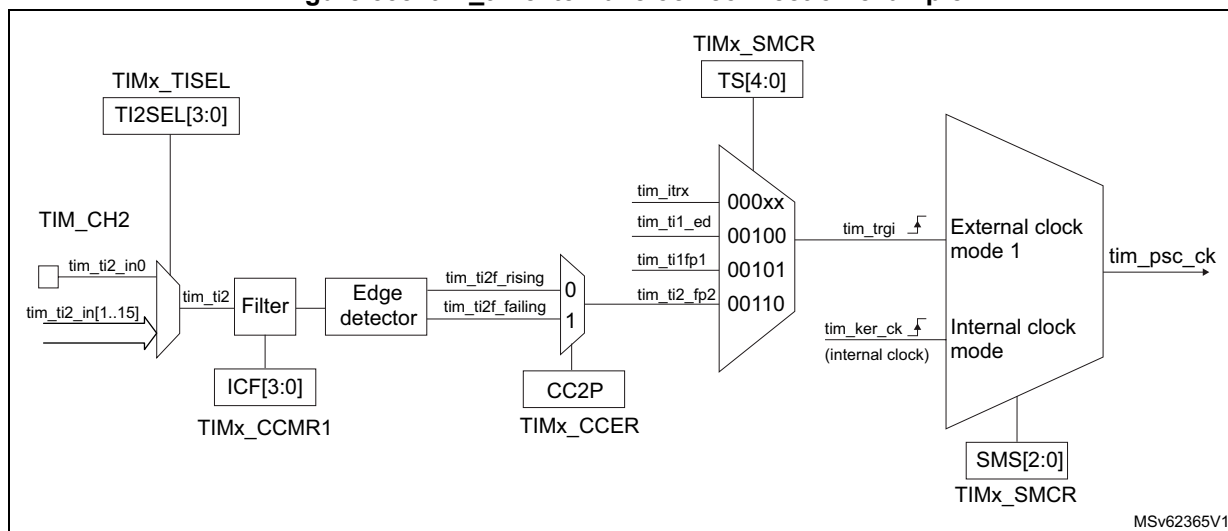 TIMx_SMCR
TS[4:0]
TIMx_TISEL
TI2SEL[3:0]
TIM_CH2
tim_ti2_in0
tim_ti2_in[1..15]
tim_ti2
Filter
ICF[3:0]
TIMx_CCMR1
Edge
detector
tim_ti2f_rising
tim_ti2f_failing
0
1
CC2P
TIMx_CCER
tim_itrx
tim_ti1_ed
tim_ti1fp1
tim_ti2_fp2
000xx
00100
00101
00110
tim_trgi
tim_ker_ck
(internal clock)
External clock
mode 1
Internal clock
mode
tim_psc_ck
SMS[2:0]
TIMx_SMCR
MSv62365V1